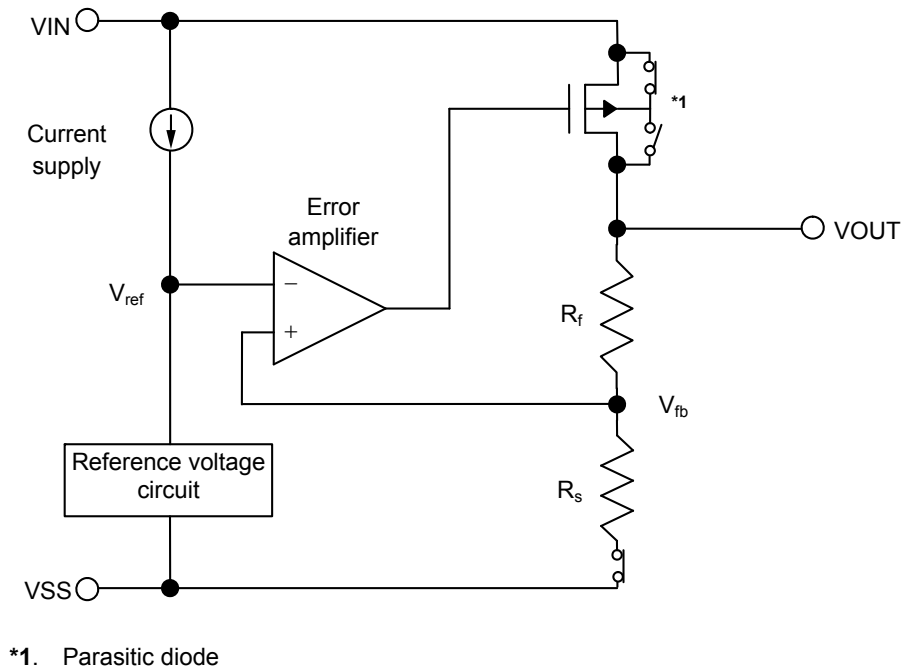 VIN
Current
supply
*1
Error
amplifier
VOUT
Vref
−
+
Rf
Vfb
Reference voltage
circuit
Rs
VSS
*1. Parasitic diode